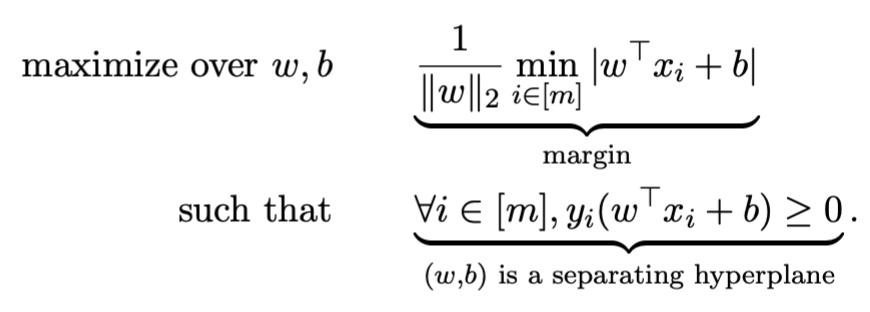 maximize over w, b    1/‖w‖₂ min_{i∈[m]} |w^⊤ x_i + b|
margin
such that    ∀i ∈ [m], y_i(w^⊤ x_i + b) ≥ 0 .
(w,b) is a separating hyperplane